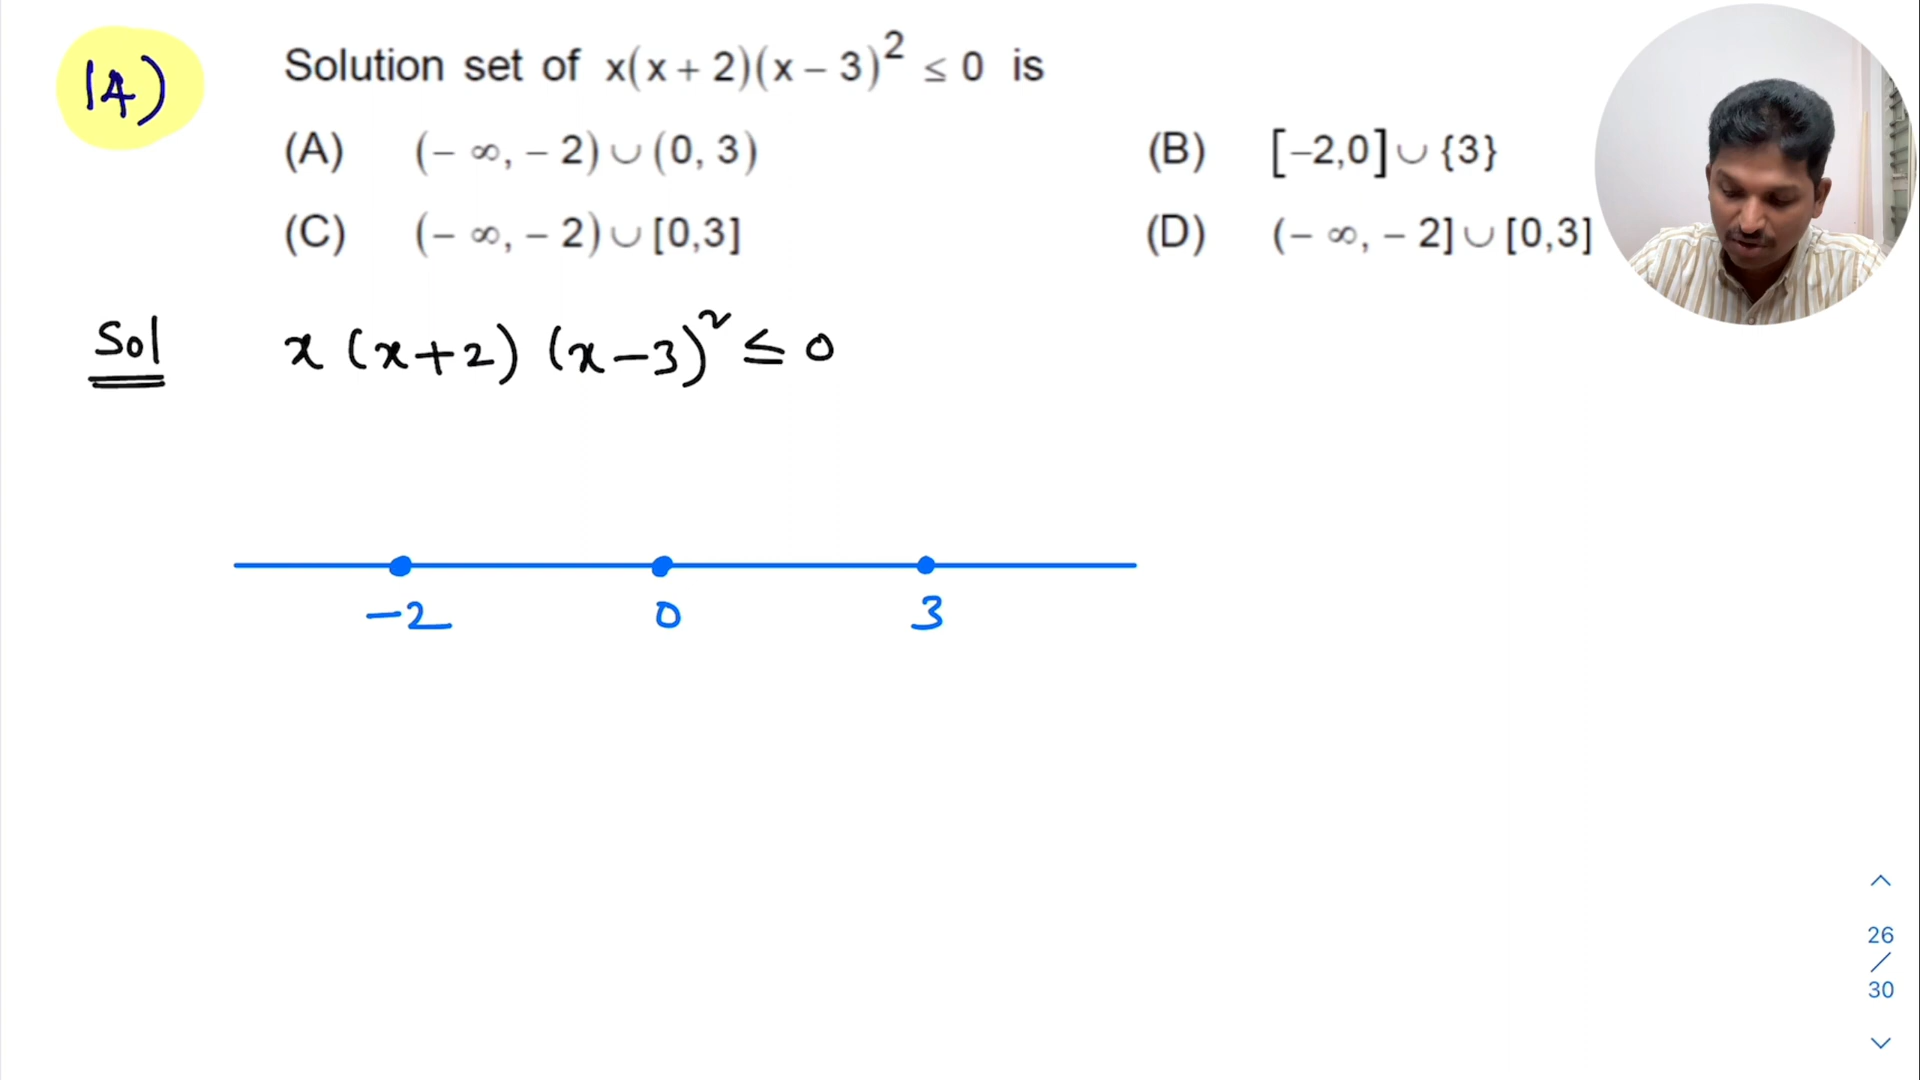 14)
Solution set of x(x + 2)(x – 3)² ≤ 0 is
(A) (– ∞, – 2) ∪ (0, 3) (B) [–2,0] ∪ {3}
(C) (– ∞, – 2) ∪ [0,3] (D) (– ∞, – 2] ∪ [0,3]
Sol x (x+2) (x–3)² ≤ 0
–2 0 3
26
/
30